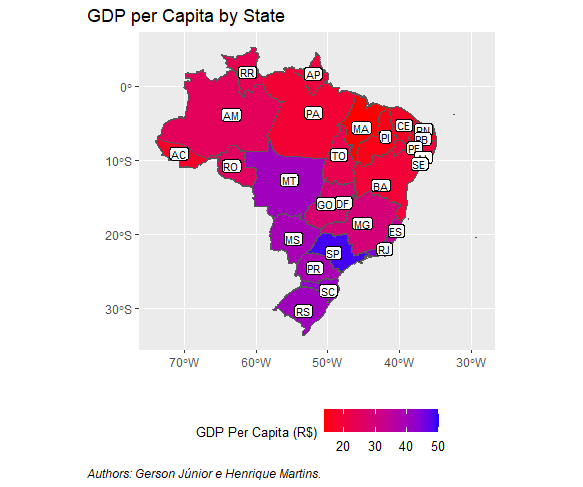 GDP per Capita by State
RR
AP
0°
AM
PA
MA
CE
RN
PI
PB
PE
AC
RO
TO
SE
10°S
MT
BA
GO
DF
MG
ES
20°S
MS
SP
RJ
PR
SC
RS
30°S
70°W
60°W
50°W
40°W
30°W
GDP Per Capita (R$)
20
30
40
50
Authors: Gerson Júnior e Henrique Martins.